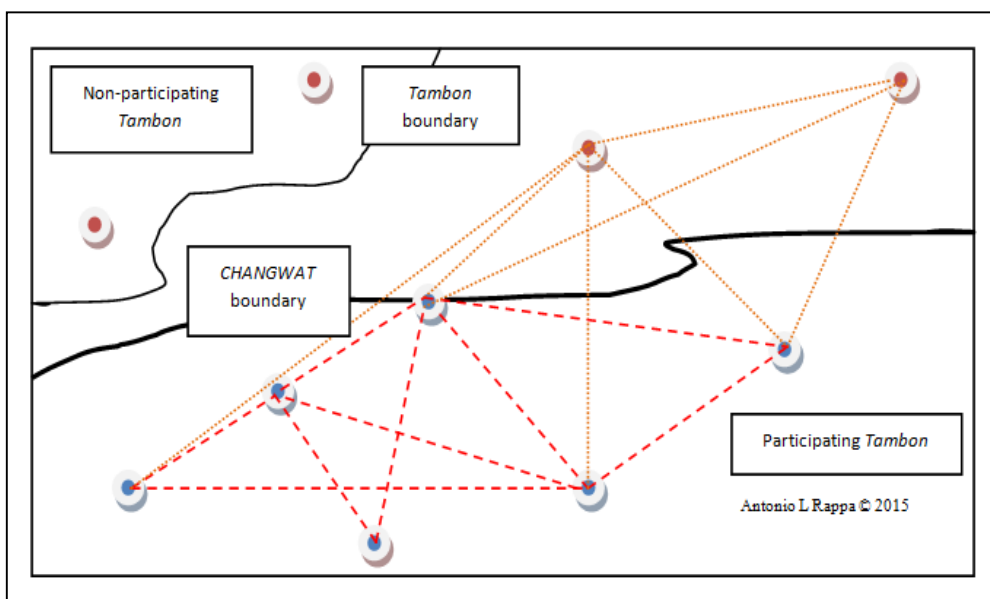 Non-participating
Tambon
Tambon
boundary
CHANGWAT
boundary
Participating Tambon
Antonio L Rappa © 2015